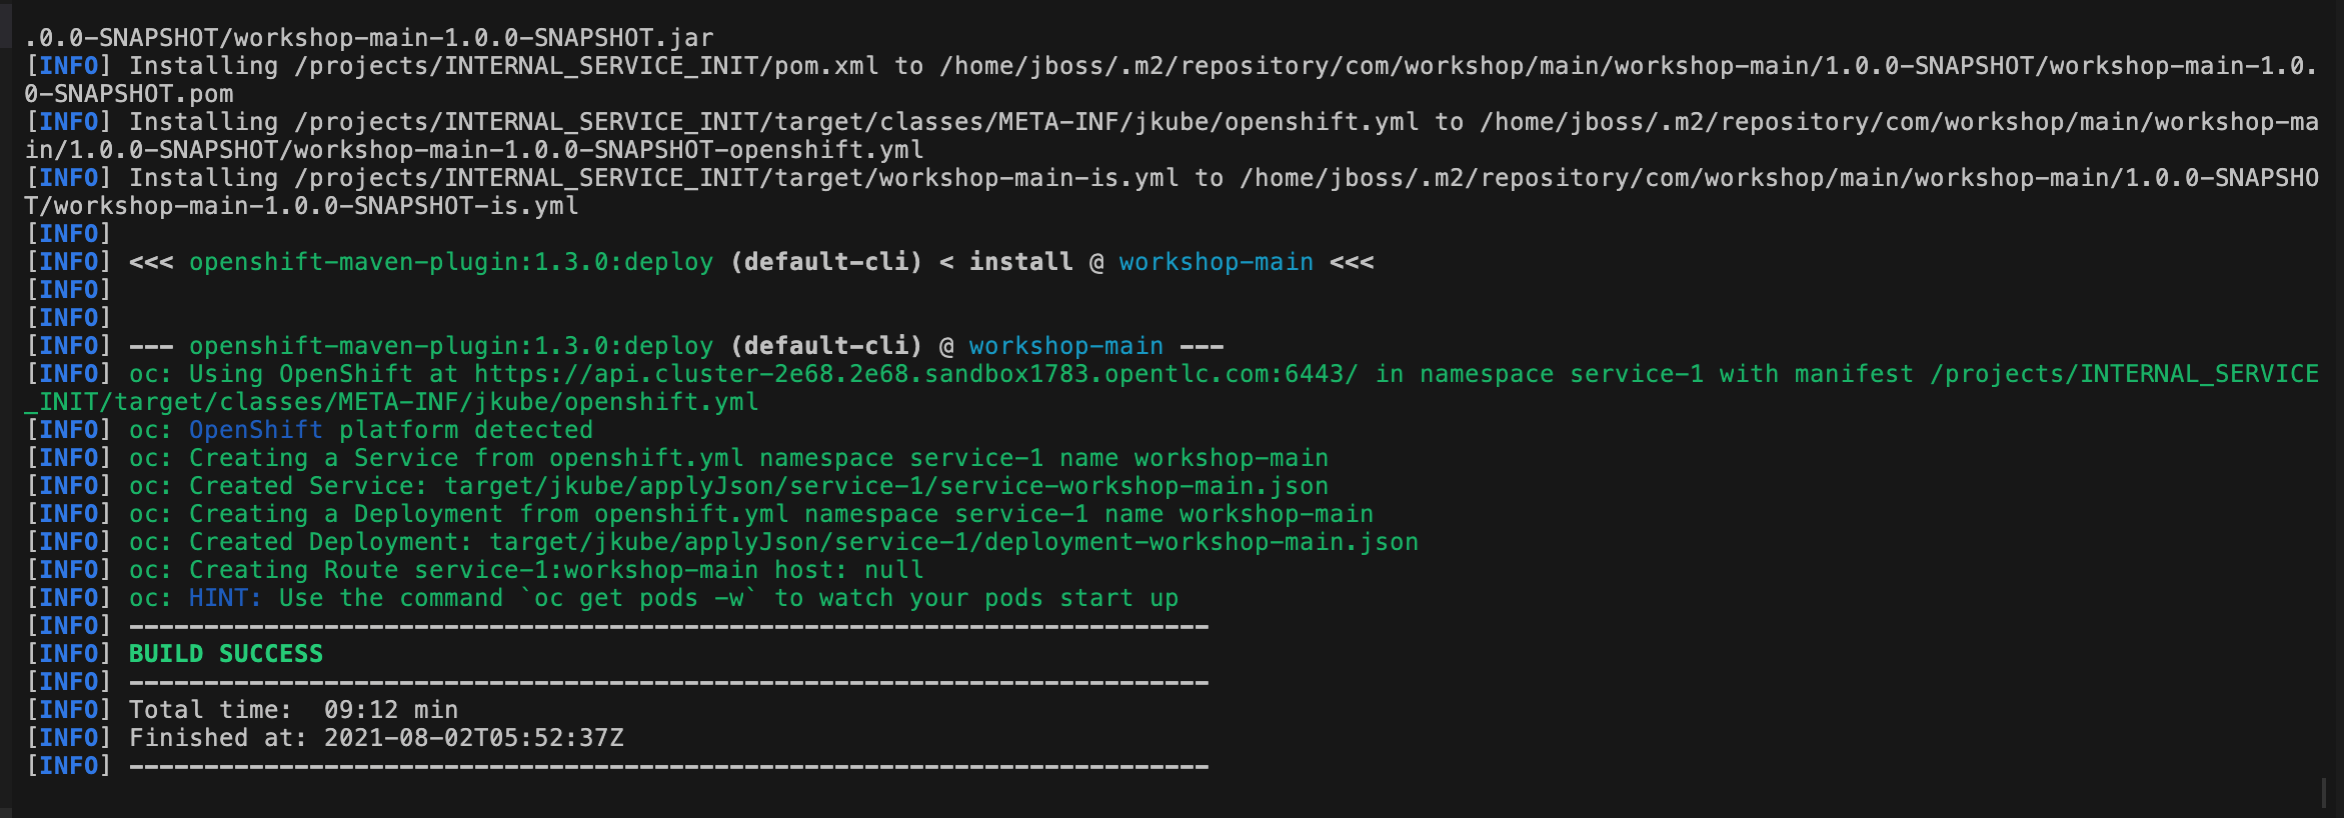 .0.0-SNAPSHOT/workshop-main-1.0.0-SNAPSHOT.jar
[INFO] Installing /projects/INTERNAL_SERVICE_INIT/pom.xml to /home/jboss/.m2/repository/com/workshop/main/workshop-main/1.0.0-SNAPSHOT/workshop-main-1.0.
0-SNAPSHOT.pom
[INFO] Installing /projects/INTERNAL_SERVICE_INIT/target/classes/META-INF/jkube/openshift.yml to /home/jboss/.m2/repository/com/workshop/main/workshop-ma
in/1.0.0-SNAPSHOT/workshop-main-1.0.0-SNAPSHOT-openshift.yml
[INFO] Installing /projects/INTERNAL_SERVICE_INIT/target/workshop-main-is.yml to /home/jboss/.m2/repository/com/workshop/main/workshop-main/1.0.0-SNAPSHO
T/workshop-main-1.0.0-SNAPSHOT-is.yml
[INFO]
[INFO] <<< openshift-maven-plugin:1.3.0:deploy (default-cli) < install @ workshop-main <<<
[INFO]
[INFO]
[INFO] --- openshift-maven-plugin:1.3.0:deploy (default-cli) @ workshop-main ---
[INFO] oc: Using OpenShift at https://api.cluster-2e68.2e68.sandbox1783.opentlc.com:6443/ in namespace service-1 with manifest /projects/INTERNAL_SERVICE
_INIT/target/classes/META-INF/jkube/openshift.yml
[INFO] oc: OpenShift platform detected
[INFO] oc: Creating a Service from openshift.yml namespace service-1 name workshop-main
[INFO] oc: Created Service: target/jkube/applyJson/service-1/service-workshop-main.json
[INFO] oc: Creating a Deployment from openshift.yml namespace service-1 name workshop-main
[INFO] oc: Created Deployment: target/jkube/applyJson/service-1/deployment-workshop-main.json
[INFO] oc: Creating Route service-1:workshop-main host: null
[INFO] oc: HINT: Use the command `oc get pods -w` to watch your pods start up
[INFO] ------------------------------------------------------------------------
[INFO] BUILD SUCCESS
[INFO] ------------------------------------------------------------------------
[INFO] Total time:  09:12 min
[INFO] Finished at: 2021-08-02T05:52:37Z
[INFO] ------------------------------------------------------------------------